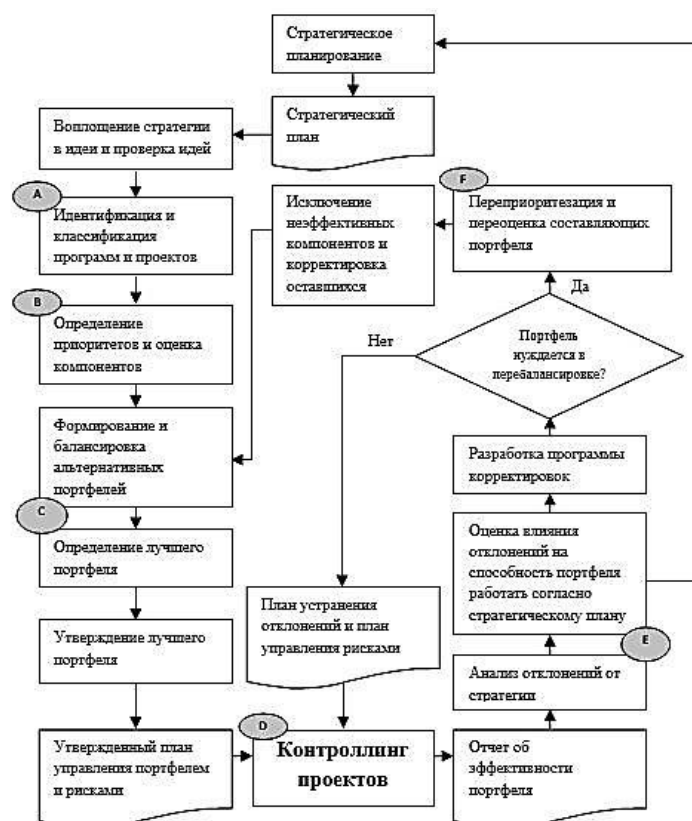 Стратегическое
планирование
Стратегический
план
Воплощение стратегии
в идеи и проверка идей
A
Идентификация и
классификация
программ и проектов
B
Определение
приоритетов и оценка
компонентов
Формирование и
балансировка
альтернативных
портфелей
C
Определение лучшего
портфеля
Утверждение лучшего
портфеля
Утвержденный план
управления портфелем
и рисками
Исключение
неэффективных
компонентов и
корректировка
оставшихся
F
Переприоритезация и
переоценка составляющих
портфеля
Да
Нет
Портфель
нуждается в
перебалансировке?
Разработка программы
корректировок
Оценка влияния
отклонений на
способность портфеля
работать согласно
стратегическому плану
E
Анализ отклонений от
стратегии
План устранения
отклонений и план
управления рисками
D
Контроллинг
проектов
Отчет об
эффективности
портфеля